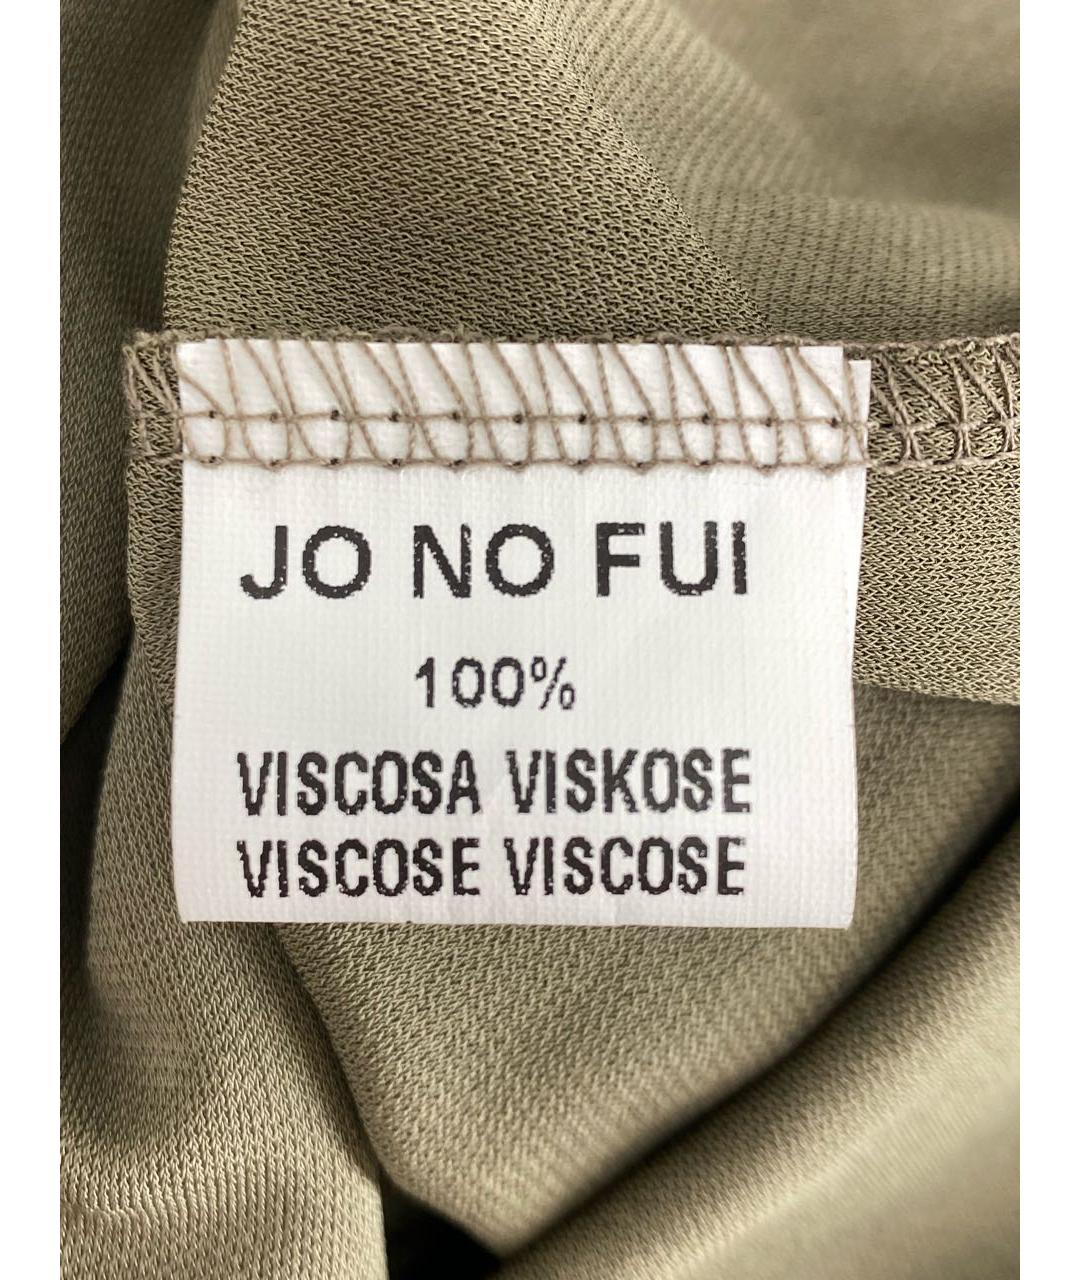 JO NO FUI
100%
VISCOSA VISKOSE
VISCOSE VISCOSE